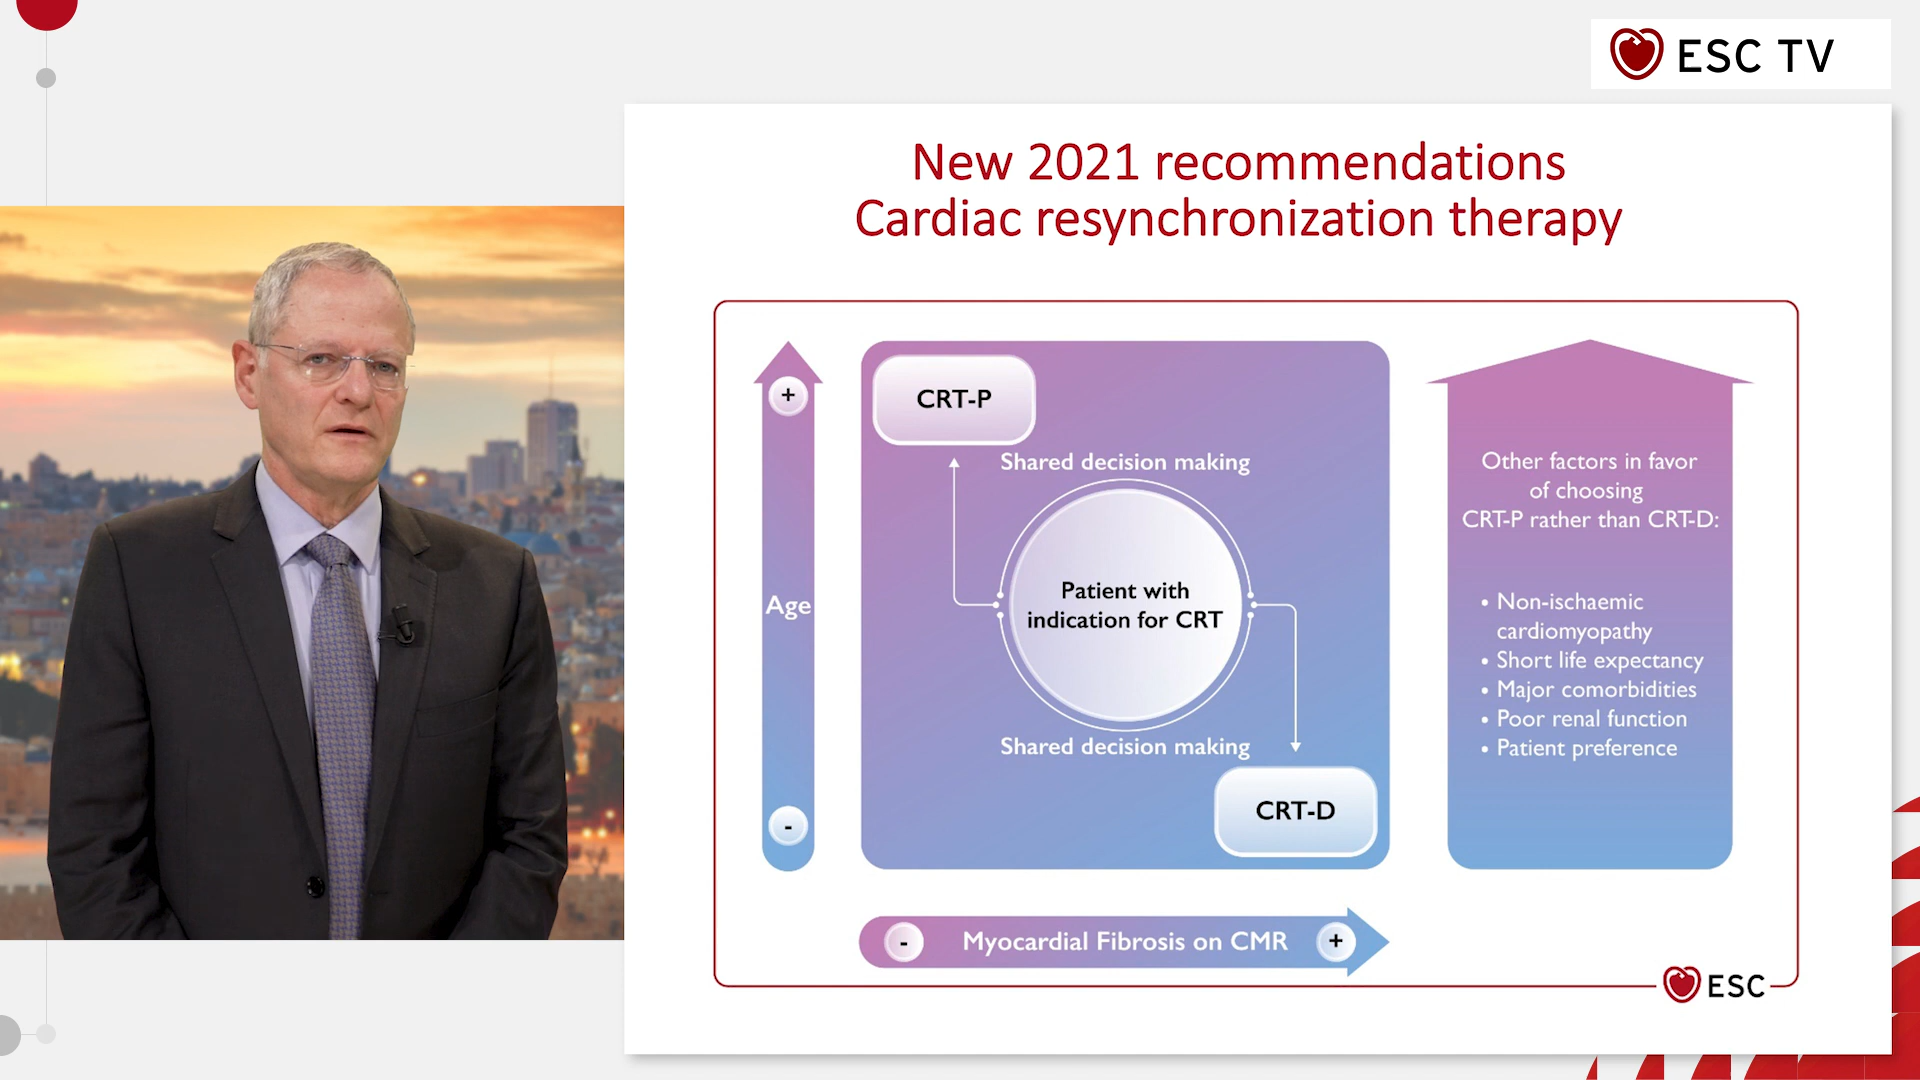 ESC TV
New 2021 recommendations
Cardiac resynchronization therapy
+
Age
-
CRT-P
Shared decision making
Patient with
indication for CRT
Shared decision making
CRT-D
- Myocardial Fibrosis on CMR +
Other factors in favor
of choosing
CRT-P rather than CRT-D:
• Non-ischaemic
cardiomyopathy
• Short life expectancy
• Major comorbidities
• Poor renal function
• Patient preference
ESC